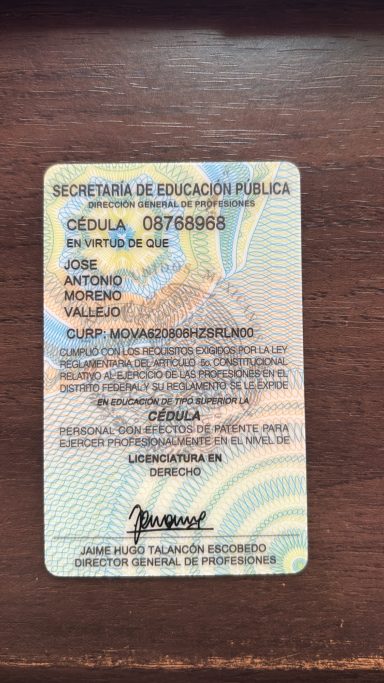 SECRETARÍA DE EDUCACIÓN PÚBLICA
DIRECCIÓN GENERAL DE PROFESIONES
CÉDULA 08768968
EN VIRTUD DE QUE
JOSE
ANTONIO
MORENO
VALLEJO
CURP: MOVA620806HZSRLN00
CUMPLIÓ CON LOS REQUISITOS EXIGIDOS POR LA LEY
REGLAMENTARIA DEL ARTÍCULO 5o. CONSTITUCIONAL
RELATIVO AL EJERCICIO DE LAS PROFESIONES EN EL
DISTRITO FEDERAL Y SU REGLAMENTO, SE LE EXPIDE
EN EDUCACIÓN DE TIPO SUPERIOR LA
CÉDULA
PERSONAL CON EFECTOS DE PATENTE PARA
EJERCER PROFESIONALMENTE EN EL NIVEL DE
LICENCIATURA EN
DERECHO
JAIME HUGO TALANCÓN ESCOBEDO
DIRECTOR GENERAL DE PROFESIONES